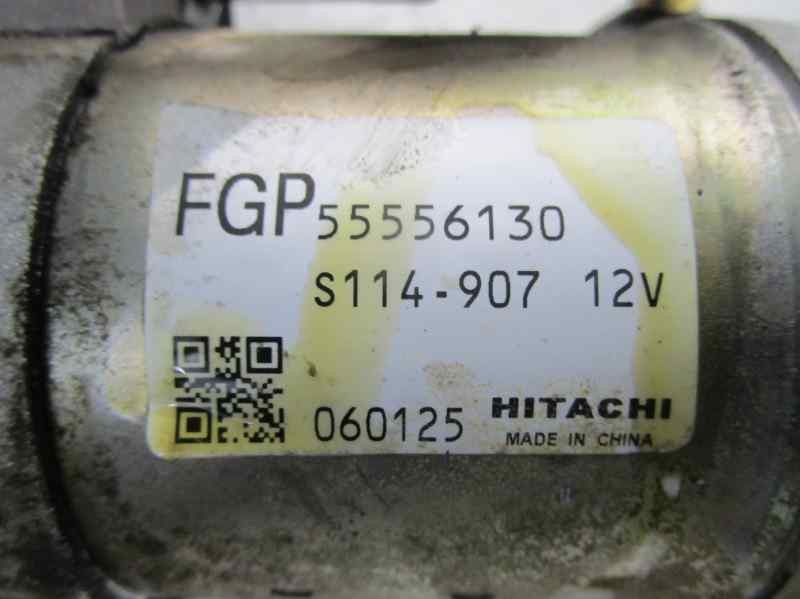 FGP55556130
S114-907 12V
060125 HITACHI
MADE IN CHINA